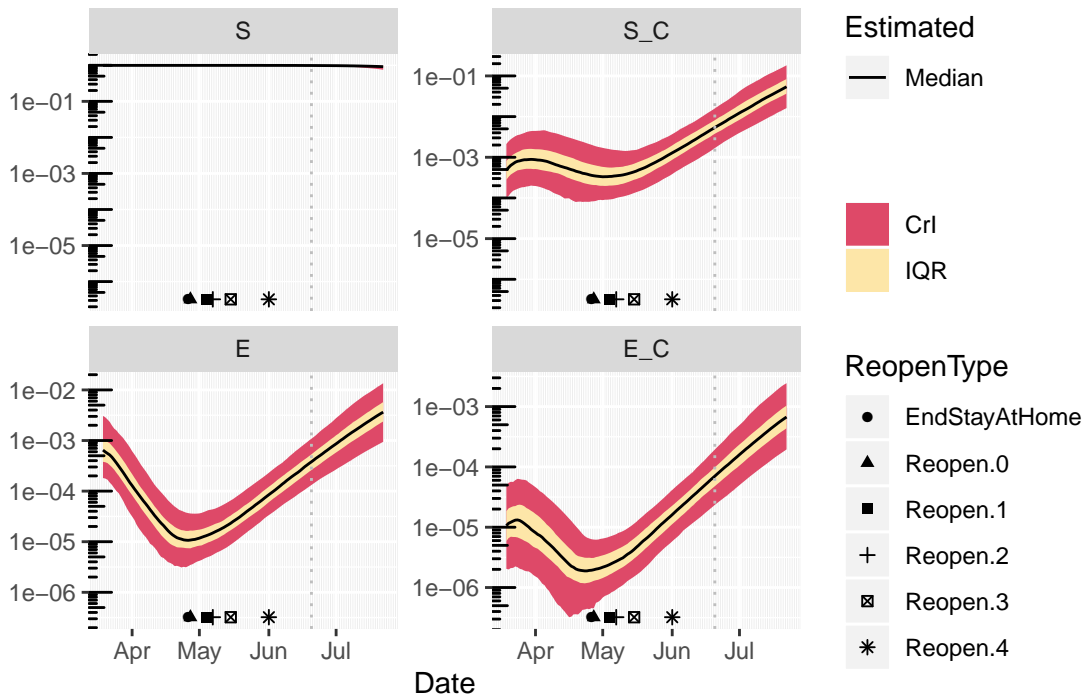 S
S_C
1e-01
1e-03
1e-05
1e-01
1e-03
1e-05
E
E_C
1e-02
1e-03
1e-04
1e-05
1e-06
1e-03
1e-04
1e-05
1e-06
Apr May Jun Jul
Apr May Jun Jul
Date
Estimated
Median
CrI
IQR
ReopenType
EndStayAtHome
Reopen.0
Reopen.1
Reopen.2
Reopen.3
Reopen.4